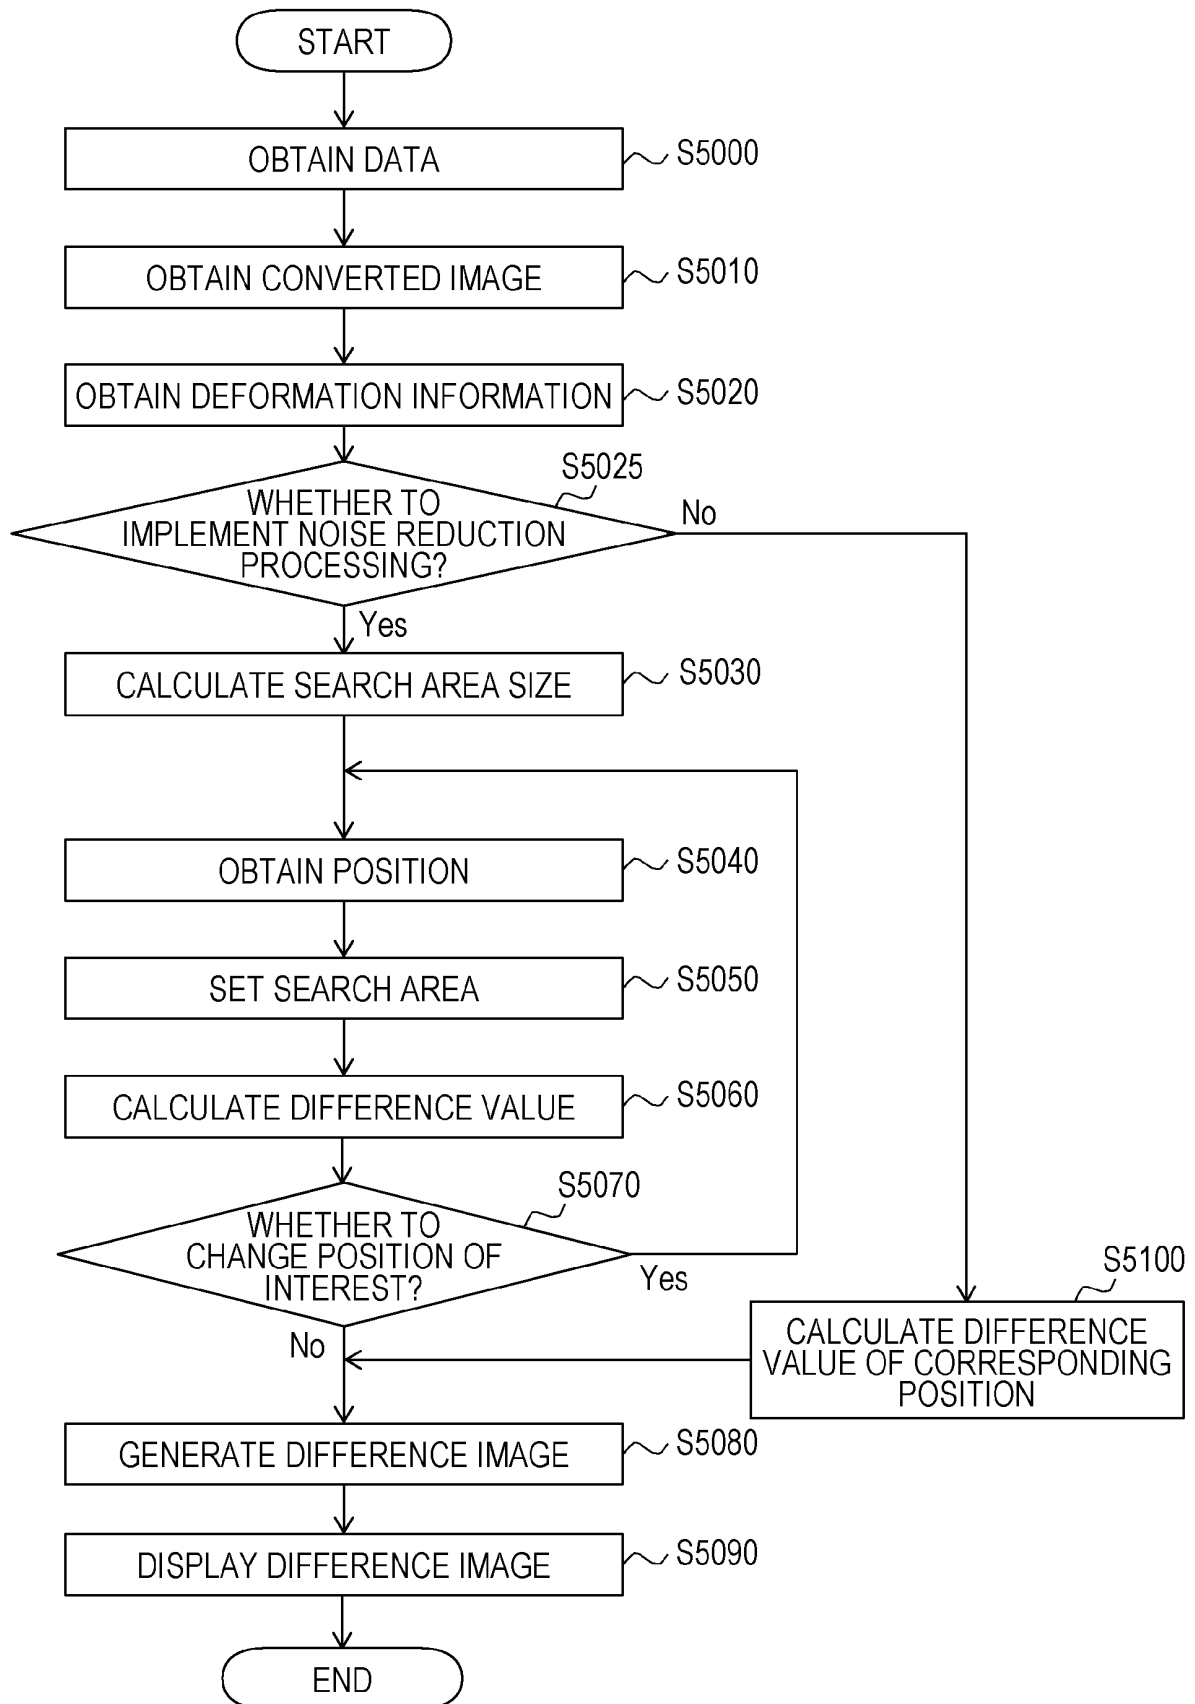 START
OBTAIN DATA
S5000
OBTAIN CONVERTED IMAGE
S5010
OBTAIN DEFORMATION INFORMATION
S5020
S5025
WHETHER TO
IMPLEMENT NOISE REDUCTION
PROCESSING?
No
Yes
CALCULATE SEARCH AREA SIZE
S5030
OBTAIN POSITION
S5040
SET SEARCH AREA
S5050
CALCULATE DIFFERENCE VALUE
S5060
S5070
WHETHER TO
CHANGE POSITION OF
INTEREST?
Yes
No
S5100
CALCULATE DIFFERENCE
VALUE OF CORRESPONDING
POSITION
GENERATE DIFFERENCE IMAGE
S5080
DISPLAY DIFFERENCE IMAGE
S5090
END